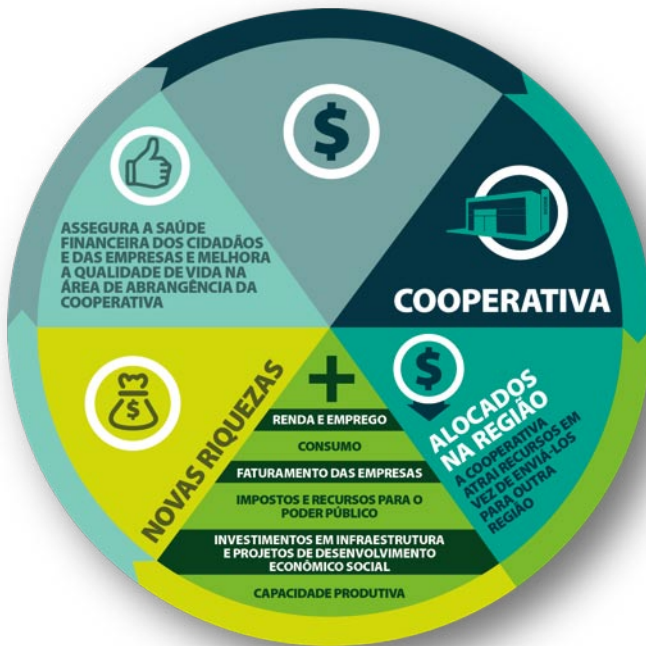 $
COOPERATIVA
$
ALOCADOS
NA REGIÃO
A COOPERATIVA
ATRAI RECURSOS EM
VEZ DE ENVIÁ-LOS
PARA OUTRA
REGIÃO
+
RENDA E EMPREGO
CONSUMO
FATURAMENTO DAS EMPRESAS
IMPOSTOS E RECURSOS PARA O
PODER PÚBLICO
INVESTIMENTOS EM INFRAESTRUTURA
E PROJETOS DE DESENVOLVIMENTO
ECONÔMICO SOCIAL
CAPACIDADE PRODUTIVA
NOVAS RIQUEZAS
$
ASSEGURA A SAÚDE
FINANCEIRA DOS CIDADÃOS
E DAS EMPRESAS E MELHORA
A QUALIDADE DE VIDA NA
ÁREA DE ABRANGÊNCIA DA
COOPERATIVA